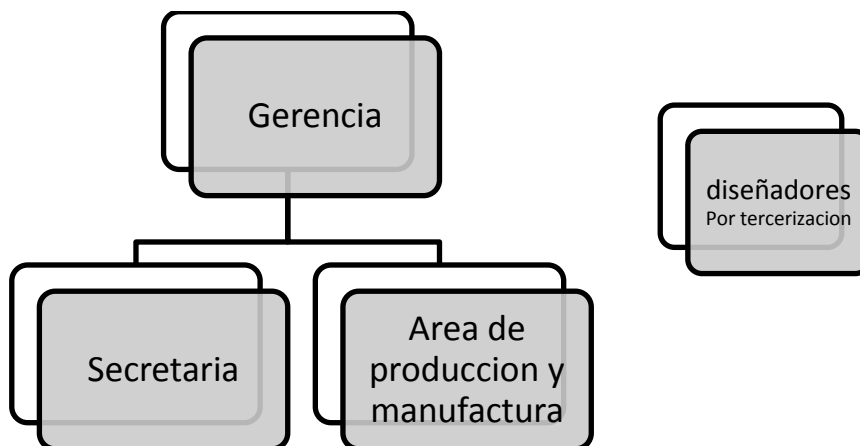 Gerencia
diseñadores
Por tercerizacion
Secretaria
Area de
produccion y
manufactura